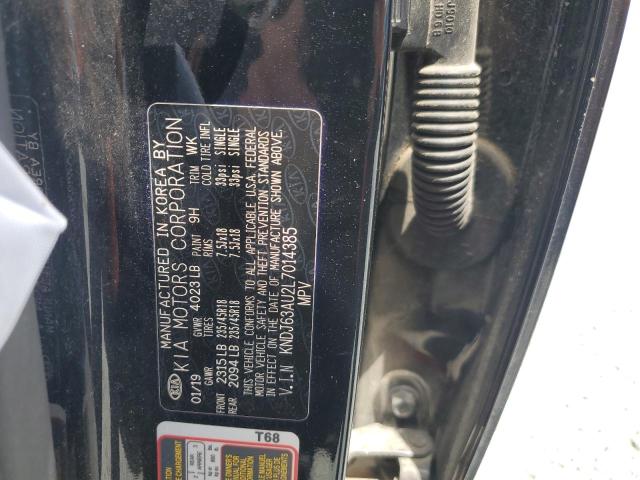 MANUFACTURED IN KOREA BY
KIA KIA MOTORS CORPORATION
01/19 GVWR 4023 LB PAINT 9H TRIM WK
GAWR TIRES RIMS COLD TIRE INFL
FRONT 2315 LB 235/45R18 7.5Jx18 33psi SINGLE
REAR 2094 LB 235/45R18 7.5Jx18 33psi SINGLE
THIS VEHICLE CONFORMS TO ALL APPLICABLE U.S.A. FEDERAL
MOTOR VEHICLE SAFETY AND THEFT PREVENTION STANDARDS
IN EFFECT ON THE DATE OF MANUFACTURE SHOWN ABOVE.
V.I.N KNDJ63AU2L7014385
MPV
T68